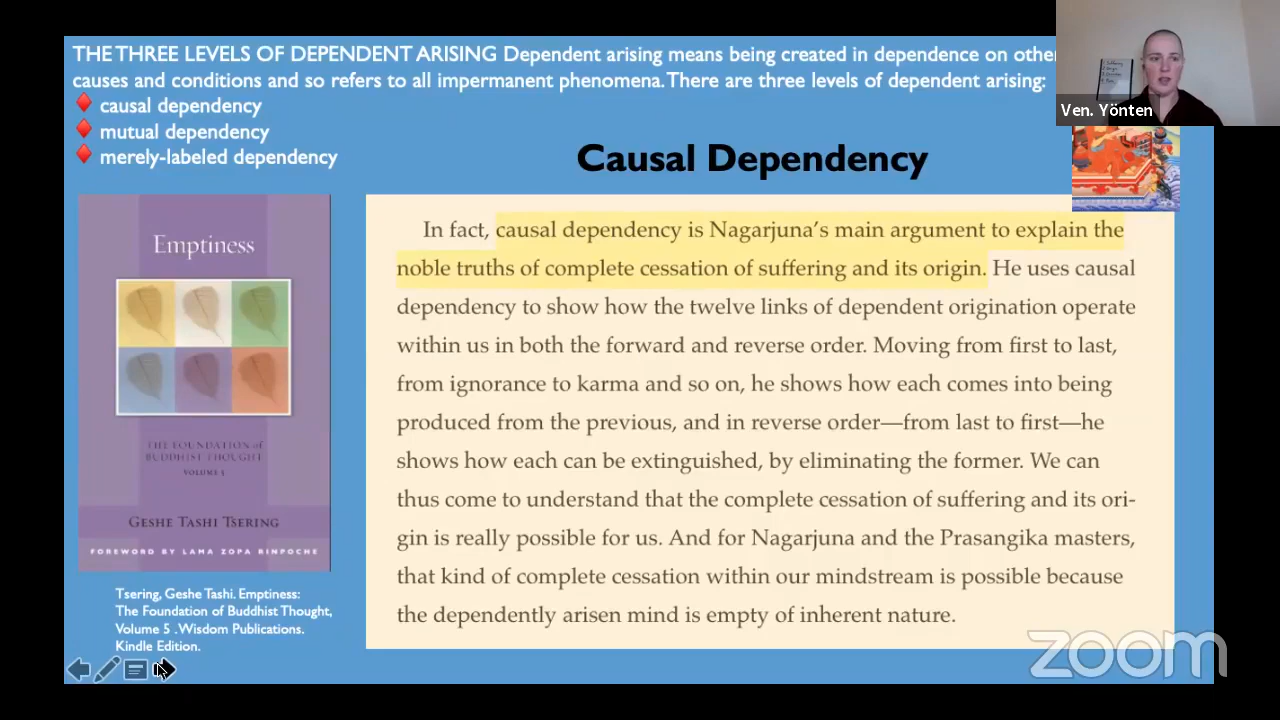 THE THREE LEVELS OF DEPENDENT ARISING Dependent arising means being created in dependence on other
causes and conditions and so refers to all impermanent phenomena. There are three levels of dependent arising:
causal dependency
mutual dependency
merely-labeled dependency
Ven. Yönten
Causal Dependency
In fact, causal dependency is Nagarjuna’s main argument to explain the
noble truths of complete cessation of suffering and its origin. He uses causal
dependency to show how the twelve links of dependent origination operate
within us in both the forward and reverse order. Moving from first to last,
from ignorance to karma and so on, he shows how each comes into being
produced from the previous, and in reverse order—from last to first—he
shows how each can be extinguished, by eliminating the former. We can
thus come to understand that the complete cessation of suffering and its ori-
gin is really possible for us. And for Nagarjuna and the Prasangika masters,
that kind of complete cessation within our mindstream is possible because
the dependently arisen mind is empty of inherent nature.
Emptiness
THE FOUNDATION OF
BUDDHIST THOUGHT
VOLUME 5
GESHE TASHI TSERING
FOREWORD BY LAMA ZOPA RINPOCHE
Tsering, Geshe Tashi. Emptiness:
The Foundation of Buddhist Thought,
Volume 5 . Wisdom Publications.
Kindle Edition.
zoom